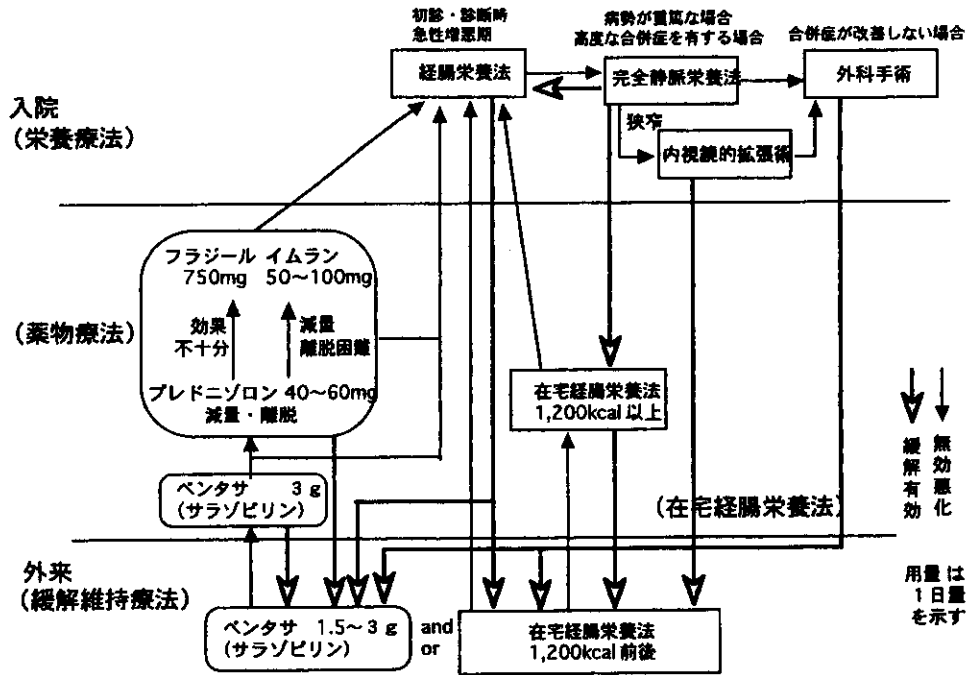 初診・診断時
急性増悪期
経腸栄養法
病勢が重篤な場合
高度な合併症を有する場合
完全静脈栄養法
合併症が改善しない場合
外科手術
狭窄
内視鏡的拡張術
入院
(栄養療法)
フラジール イムラン
750mg 50〜100mg
効果
不十分
減量
離脱困難
プレドニゾロン 40〜60mg
減量・離脱
(薬物療法)
在宅経腸栄養法
1,200kcal 以上
緩解有効
無効悪化
ペンタサ 3 g
(サラゾピリン)
(在宅経腸栄養法)
外来
(緩解維持療法)
用量 は
1 日量
を示す
ペンタサ 1.5〜3 g
(サラゾピリン)
and
or
在宅経腸栄養法
1,200kcal 前後